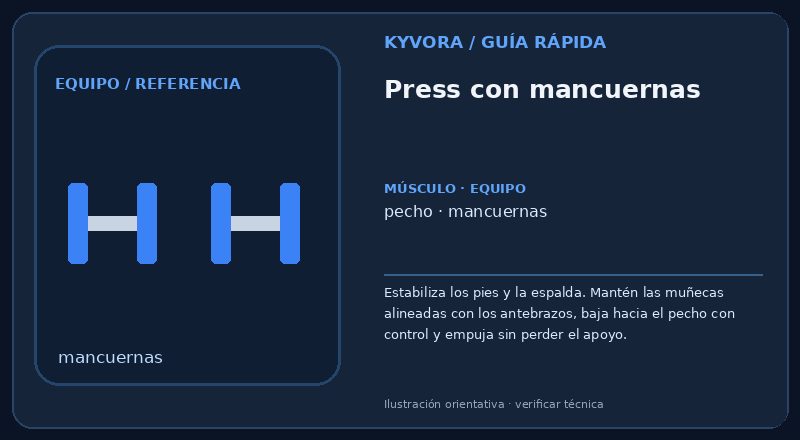 EQUIPO / REFERENCIA
mancuernas
KYVORA / GUÍA RÁPIDA
Press con mancuernas
MÚSCULO · EQUIPO
pecho · mancuernas
Estabiliza los pies y la espalda. Mantén las muñecas
alineadas con los antebrazos, baja hacia el pecho con
control y empuja sin perder el apoyo.
Ilustración orientativa · verificar técnica